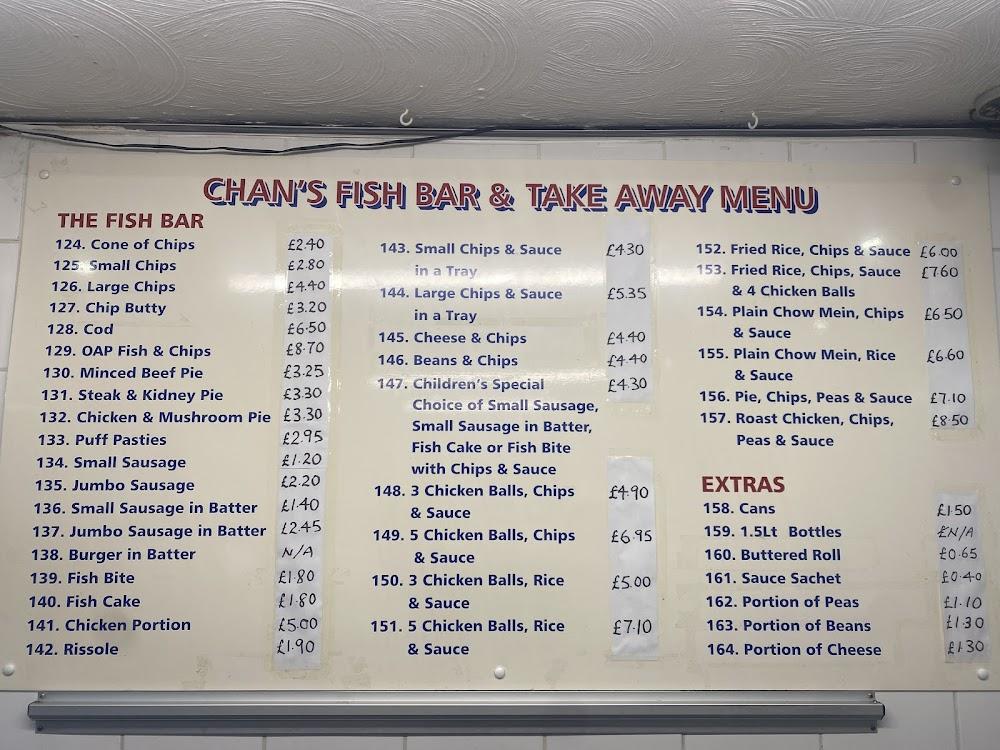 CHAN'S FISH BAR & TAKE AWAY MENU
THE FISH BAR
124. Cone of Chips £2.40
125. Small Chips £2.80
126. Large Chips £4.40
127. Chip Butty £3.20
128. Cod £6.50
129. OAP Fish & Chips £8.70
130. Minced Beef Pie £3.25
131. Steak & Kidney Pie £3.30
132. Chicken & Mushroom Pie £3.30
133. Puff Pasties £2.95
134. Small Sausage £1.20
135. Jumbo Sausage £2.20
136. Small Sausage in Batter £1.40
137. Jumbo Sausage in Batter £2.45
138. Burger in Batter N/A
139. Fish Bite £1.80
140. Fish Cake £1.80
141. Chicken Portion £5.00
142. Rissole £1.90
143. Small Chips & Sauce £4.30
in a Tray
144. Large Chips & Sauce £5.35
in a Tray
145. Cheese & Chips £4.40
146. Beans & Chips £4.40
147. Children's Special £4.30
Choice of Small Sausage,
Small Sausage in Batter,
Fish Cake or Fish Bite
with Chips & Sauce
148. 3 Chicken Balls, Chips £4.90
& Sauce
149. 5 Chicken Balls, Chips £6.95
& Sauce
150. 3 Chicken Balls, Rice £5.00
& Sauce
151. 5 Chicken Balls, Rice £7.10
& Sauce
152. Fried Rice, Chips & Sauce £6.00
153. Fried Rice, Chips, Sauce £7.60
& 4 Chicken Balls
154. Plain Chow Mein, Chips £6.50
& Sauce
155. Plain Chow Mein, Rice £6.60
& Sauce
156. Pie, Chips, Peas & Sauce £7.10
157. Roast Chicken, Chips, £8.50
Peas & Sauce
EXTRAS
158. Cans £1.50
159. 1.5Lt Bottles £N/A
160. Buttered Roll £0.65
161. Sauce Sachet £0.40
162. Portion of Peas £1.10
163. Portion of Beans £1.30
164. Portion of Cheese £1.30